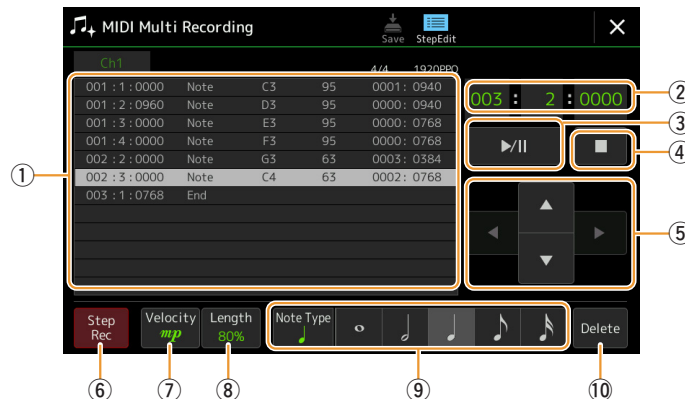 MIDI Multi Recording
Save
StepEdit
Ch1
4/4 1920PPQ
001 :1 :0000 Note C3 95 0001: 0940
001 :2 :0960 Note D3 95 0000: 0940
001 :3 :0000 Note E3 95 0000: 0768
001 :4 :0000 Note F3 95 0000: 0768
002 :2 :0000 Note G3 63 0003: 0384
002 :3 :0000 Note C4 63 0002: 0768
003 :1 :0768 End
003 : 2 : 0000
①
②
③
④
⑤
Step Rec
Velocity
mp
Length
80%
Note Type
Delete
⑥
⑦
⑧
⑨
⑩